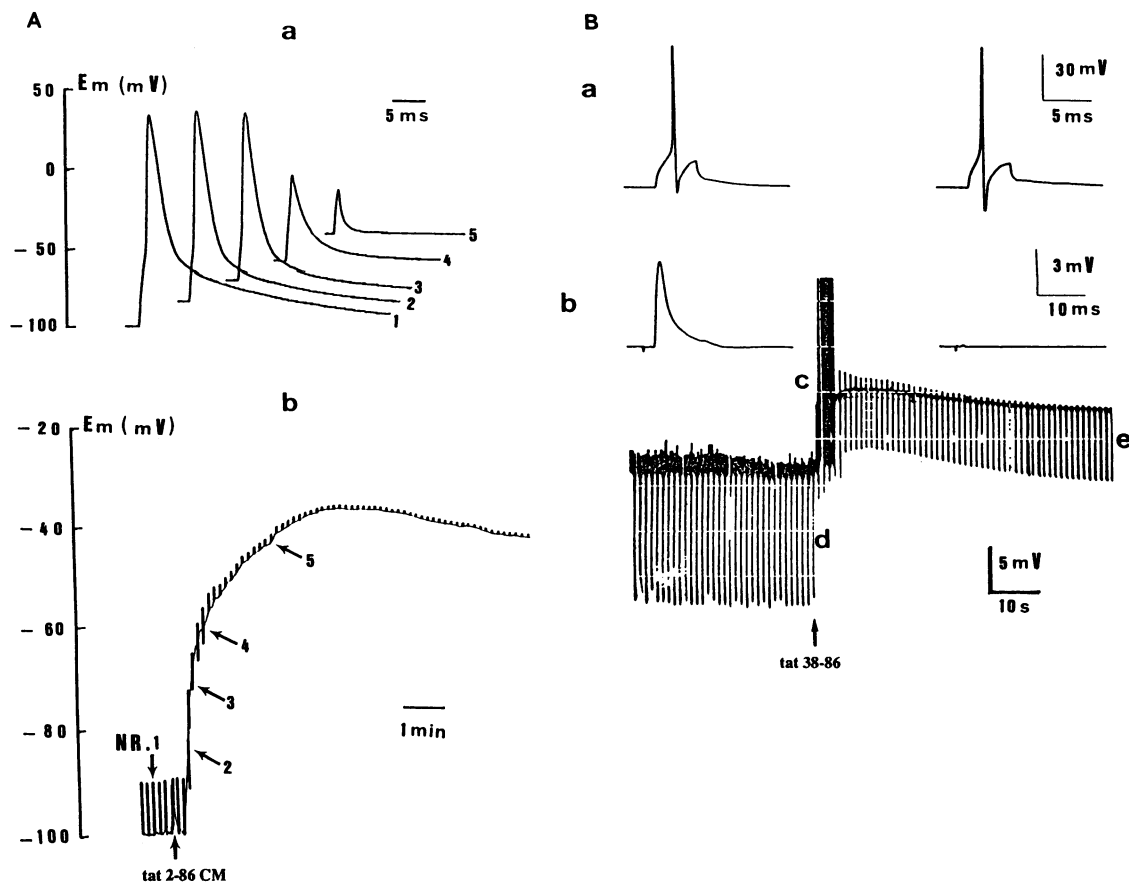 A
a
Em (mV)
50
0
-50
-100
5 ms
1
2
3
4
5
b
Em (mV)
-20
-40
-60
-80
-100
NR.1
2
3
4
5
1 min
tat 2-86 CM
B
a
30 mV
5 ms
b
3 mV
10 ms
c
d
e
5 mV
10 s
tat 38-86